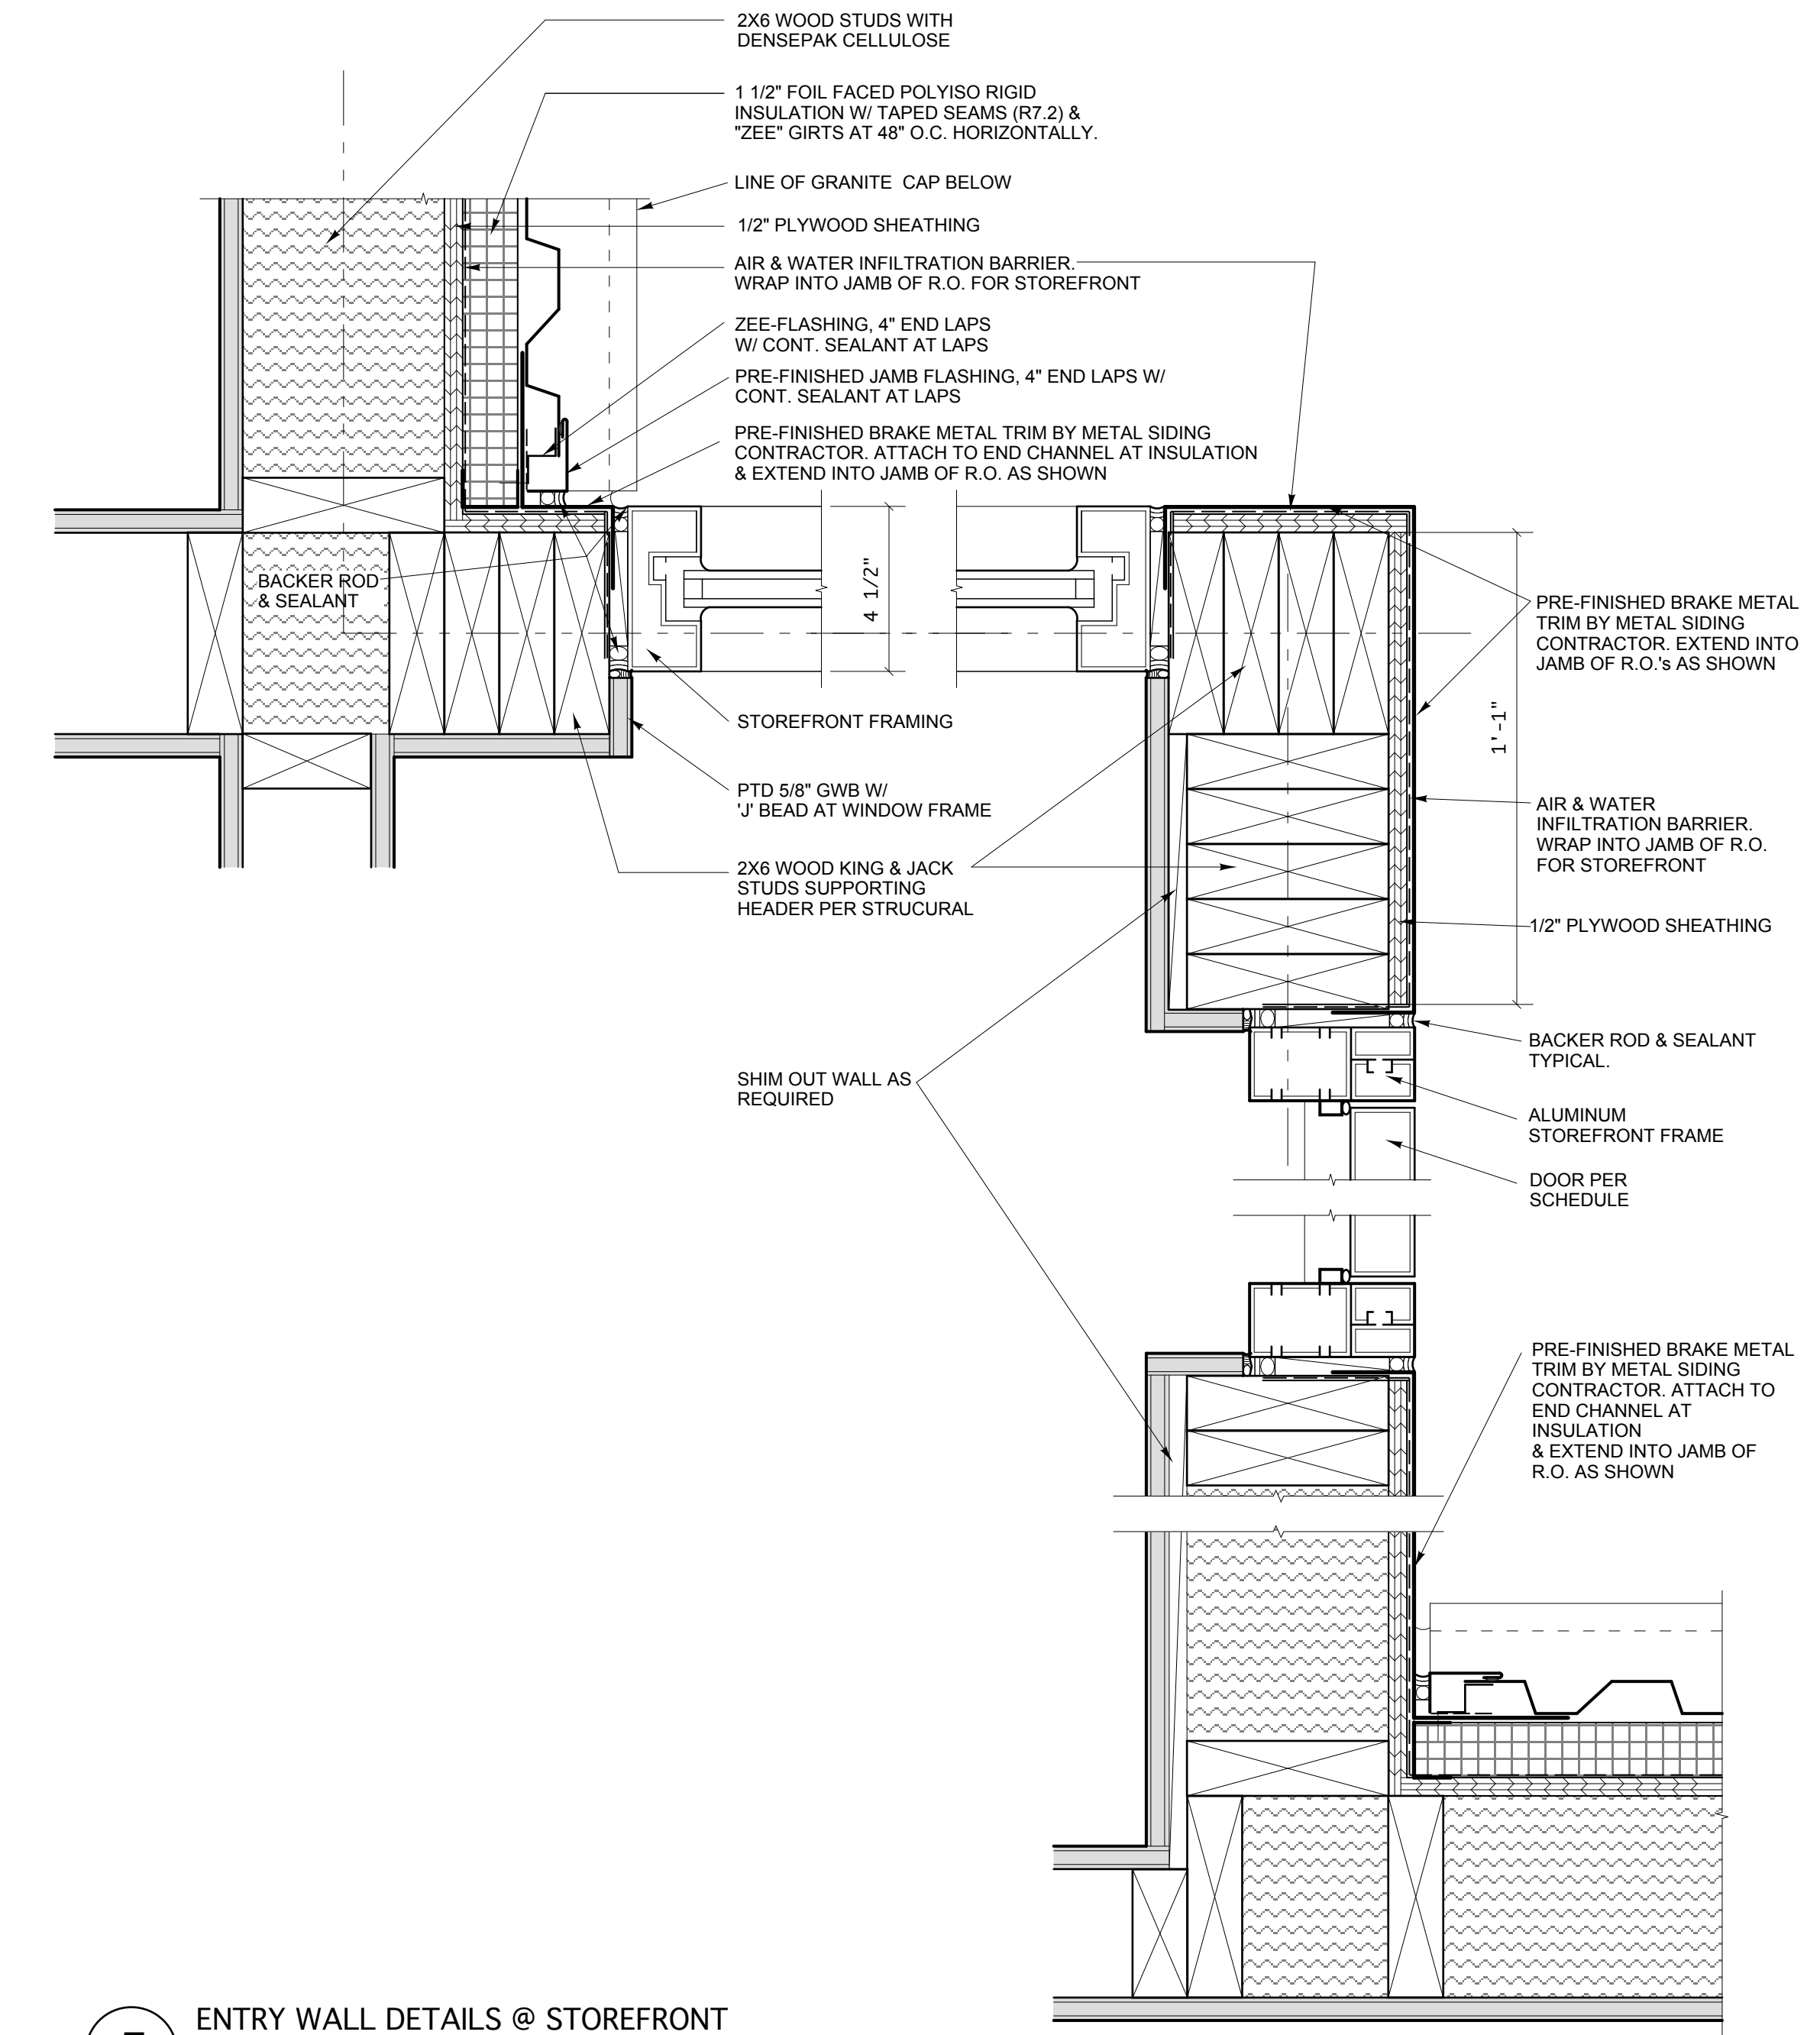 2X6 WOOD STUDS WITH
DENSEPAK CELLULOSE
1 1/2" FOIL FACED POLYISO RIGID
INSULATION W/ TAPED SEAMS (R7.2) &
"ZEE" GIRTS AT 48" O.C. HORIZONTALLY.
LINE OF GRANITE CAP BELOW
1/2" PLYWOOD SHEATHING
AIR & WATER INFILTRATION BARRIER.
WRAP INTO JAMB OF R.O. FOR STOREFRONT
ZEE-FLASHING, 4" END LAPS
W/ CONT. SEALANT AT LAPS
PRE-FINISHED JAMB FLASHING, 4" END LAPS W/
CONT. SEALANT AT LAPS
PRE-FINISHED BRAKE METAL TRIM BY METAL SIDING
CONTRACTOR. ATTACH TO END CHANNEL AT INSULATION
& EXTEND INTO JAMB OF R.O. AS SHOWN
BACKER ROD
& SEALANT
4 1/2"
STOREFRONT FRAMING
PTD 5/8" GWB W/
'J' BEAD AT WINDOW FRAME
2X6 WOOD KING & JACK
STUDS SUPPORTING
HEADER PER STRUCURAL
SHIM OUT WALL AS
REQUIRED
PRE-FINISHED BRAKE METAL
TRIM BY METAL SIDING
CONTRACTOR. EXTEND INTO
JAMB OF R.O.'s AS SHOWN
1'-1"
AIR & WATER
INFILTRATION BARRIER.
WRAP INTO JAMB OF R.O.
FOR STOREFRONT
1/2" PLYWOOD SHEATHING
BACKER ROD & SEALANT
TYPICAL.
ALUMINUM
STOREFRONT FRAME
DOOR PER
SCHEDULE
PRE-FINISHED BRAKE METAL
TRIM BY METAL SIDING
CONTRACTOR. ATTACH TO
END CHANNEL AT
INSULATION
& EXTEND INTO JAMB OF
R.O. AS SHOWN
ENTRY WALL DETAILS @ STOREFRONT